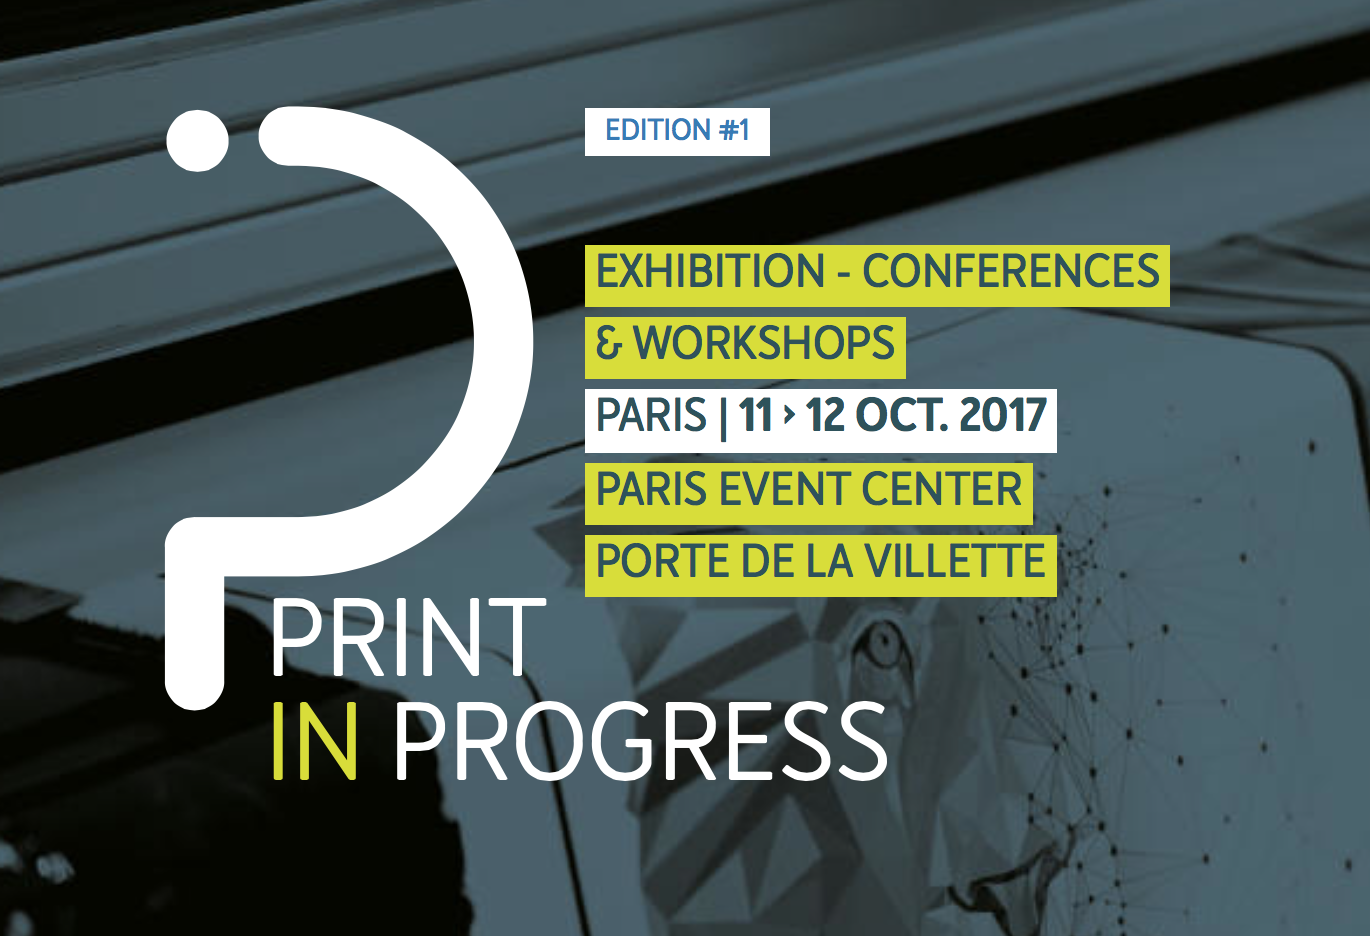 EDITION #1
EXHIBITION - CONFERENCES
& WORKSHOPS
PARIS | 11 › 12 OCT. 2017
PARIS EVENT CENTER
PORTE DE LA VILLETTE
PRINT
IN PROGRESS